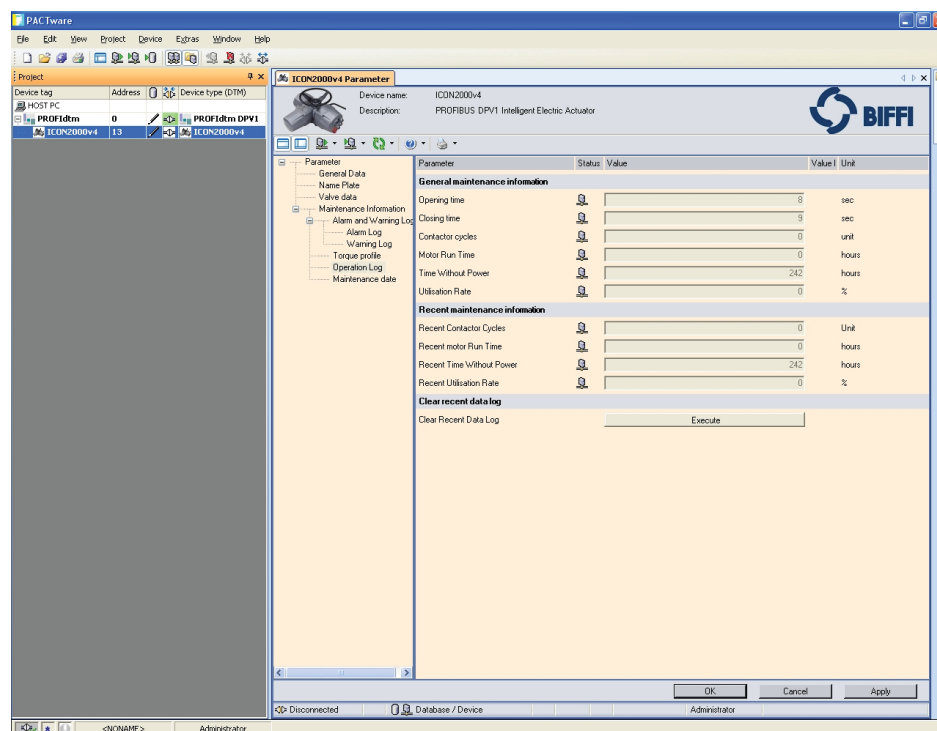 PACTware
File Edit View Project Device Extras Window Help
Project
Device tag Address Device type (DTM)
HOST PC
PROFIdtm 0 PROFIdtm DPV1
ICON2000v4 13 ICON2000v4
ICON2000v4 Parameter
Device name: ICON2000v4
Description: PROFIBUS DPV1 Intelligent Electric Actuator
BIFFI
Parameter
General Data
Name Plate
Valve data
Maintenance Information
Alarm and Warning Log
Alarm Log
Warning Log
Torque profile
Operation Log
Maintenance date
Parameter Status Value Value I Unit
General maintenance information
Opening time 8 sec
Closing time 9 sec
Contactor cycles 0 unit
Motor Run Time 0 hours
Time Without Power 242 hours
Utilisation Rate 0 %
Recent maintenance information
Recent Contactor Cycles 0 Unit
Recent motor Run Time 0 hours
Recent Time Without Power 242 hours
Recent Utilisation Rate 0 %
Clear recent data log
Clear Recent Data Log Execute
OK Cancel Apply
Disconnected Database / Device Administrator
<NONAME> Administrator